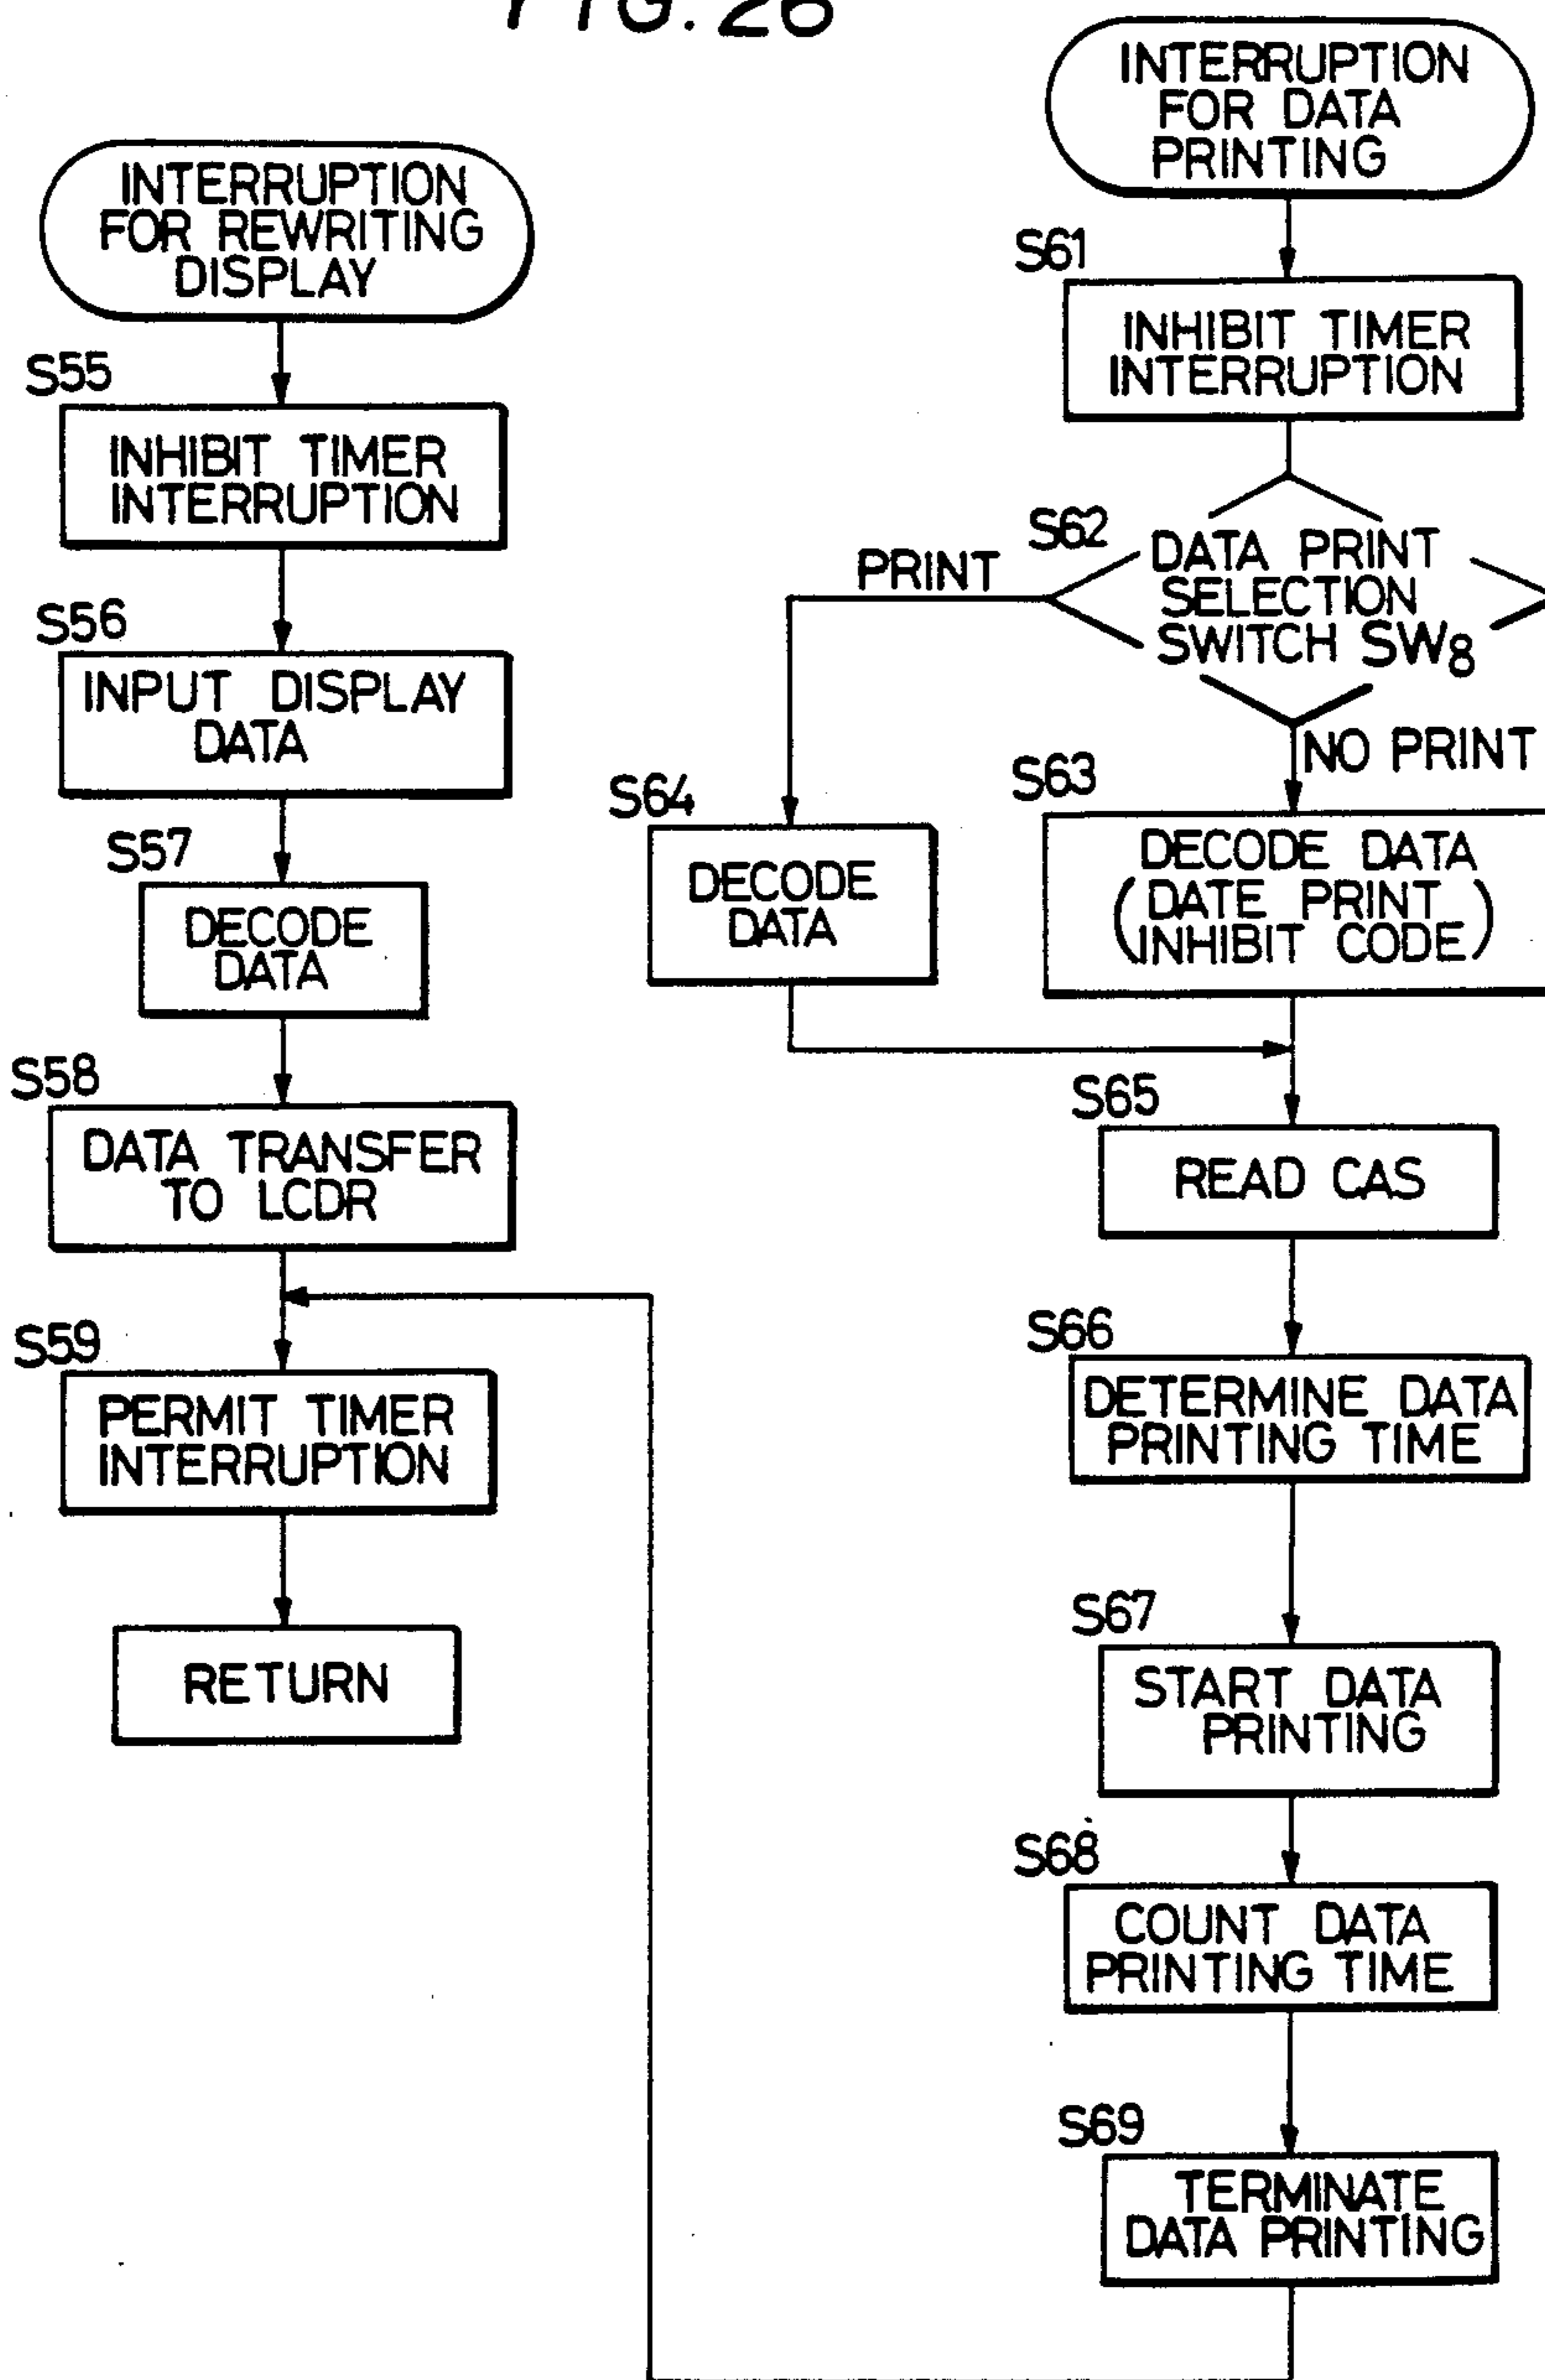 FIG. 26
INTERRUPTION
FOR REWRITING
DISPLAY
S55
INHIBIT TIMER
INTERRUPTION
S56
INPUT DISPLAY
DATA
S57
DECODE
DATA
S58
DATA TRANSFER
TO LCDR
S59
PERMIT TIMER
INTERRUPTION
RETURN
INTERRUPTION
FOR DATA
PRINTING
S61
INHIBIT TIMER
INTERRUPTION
S62
DATA PRINT
SELECTION
SWITCH SW8
PRINT
NO PRINT
S64
DECODE
DATA
S63
DECODE DATA
(DATE PRINT
INHIBIT CODE)
S65
READ CAS
S66
DETERMINE DATA
PRINTING TIME
S67
START DATA
PRINTING
S68
COUNT DATA
PRINTING TIME
S69
TERMINATE
DATA PRINTING